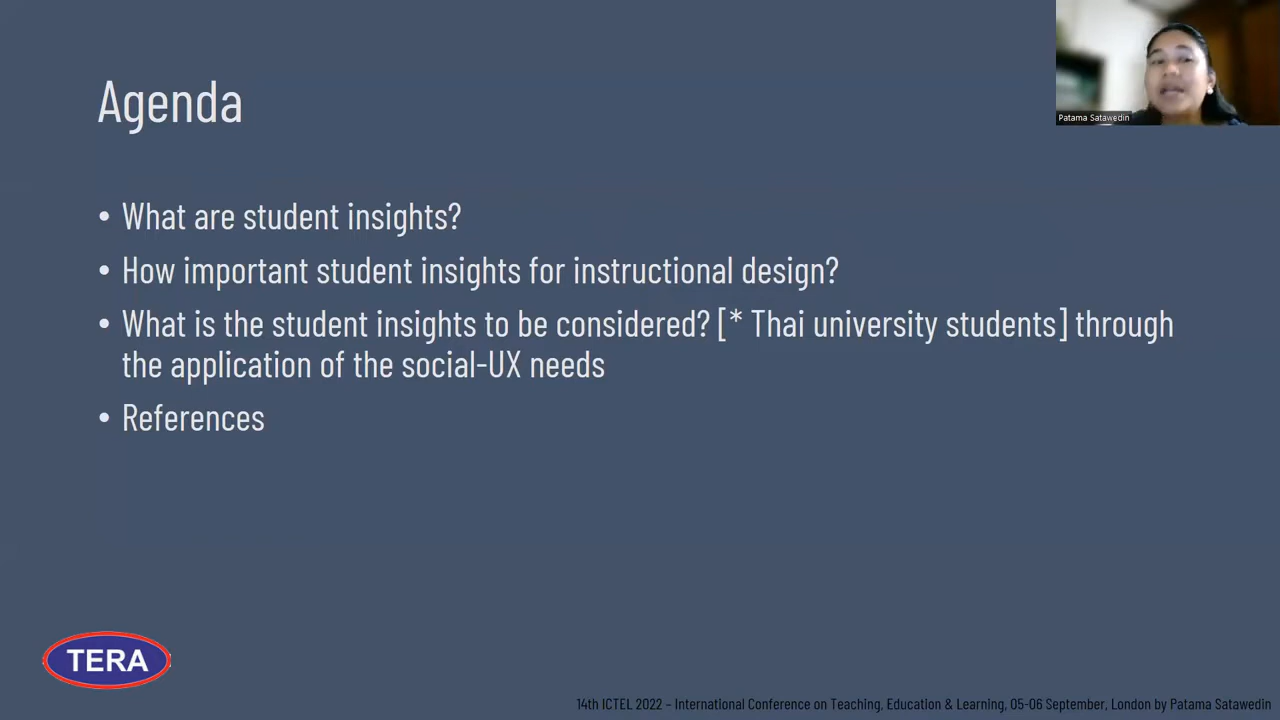 Agenda
Patama Satawedin
• What are student insights?
• How important student insights for instructional design?
• What is the student insights to be considered? [* Thai university students] through
the application of the social-UX needs
• References
TERA
14th ICTEL 2022 – International Conference on Teaching, Education & Learning, 05-06 September, London by Patama Satawedin